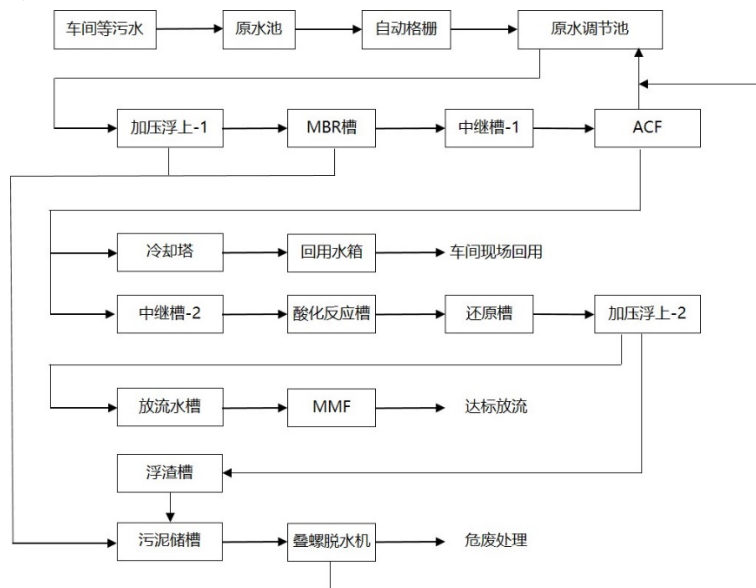 车间等污水
原水池
自动格栅
原水调节池
加压浮上-1
MBR槽
中继槽-1
ACF
冷却塔
回用水箱
车间现场回用
中继槽-2
酸化反应槽
还原槽
加压浮上-2
放流水槽
MMF
达标放流
浮渣槽
污泥储槽
叠螺脱水机
危废处理